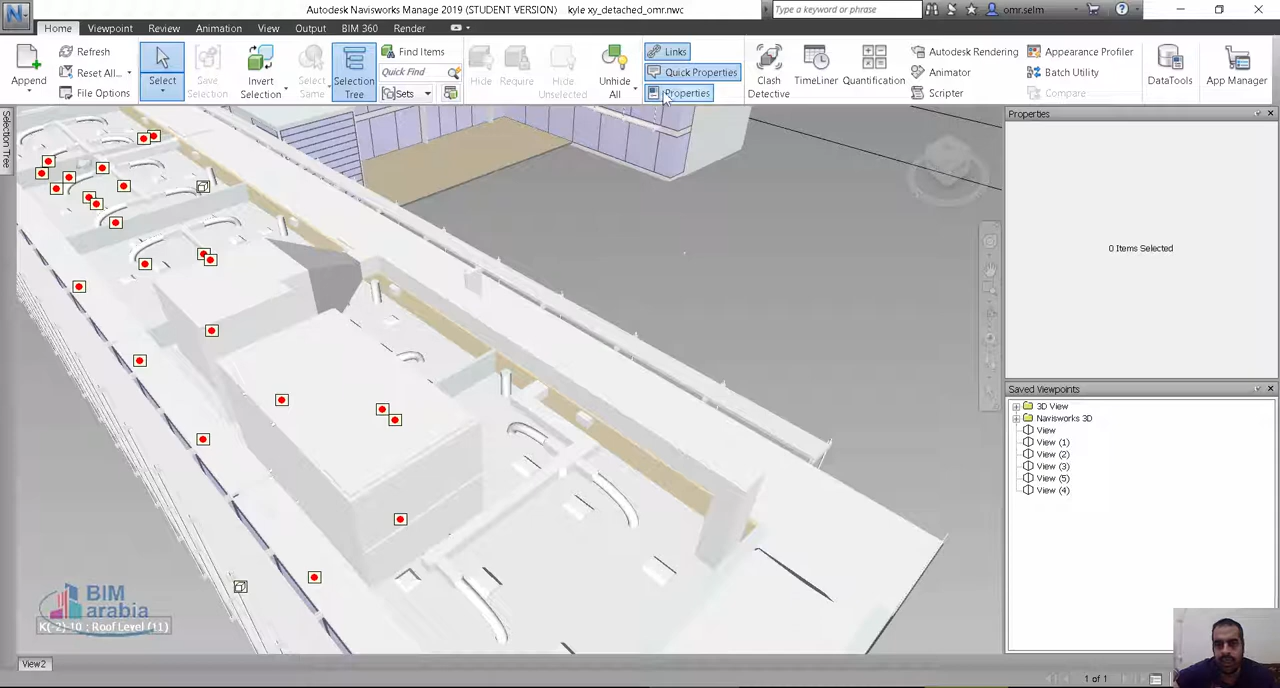 Autodesk Navisworks Manage 2019 (STUDENT VERSION) kyle xy_detached_omr.nwc
Type a keyword or phrase
omr.selm
Home Viewpoint Review Animation View Output BIM 360 Render
Append
Refresh
Reset All...
File Options
Select
Save Selection
Invert Selection
Select Same
Selection Tree
Find Items
Quick Find
Sets
Hide
Require
Hide Unselected
Unhide All
Links
Quick Properties
Properties
Clash Detective
TimeLiner
Quantification
Autodesk Rendering
Animator
Scripter
Appearance Profiler
Batch Utility
Compare
DataTools
App Manager
Selection Tree
Properties
0 Items Selected
Saved Viewpoints
3D View
Navisworks 3D
View
View (1)
View (2)
View (3)
View (5)
View (4)
BIM
arabia
K(-2)-10 : Roof Level (11)
View2
1 of 1